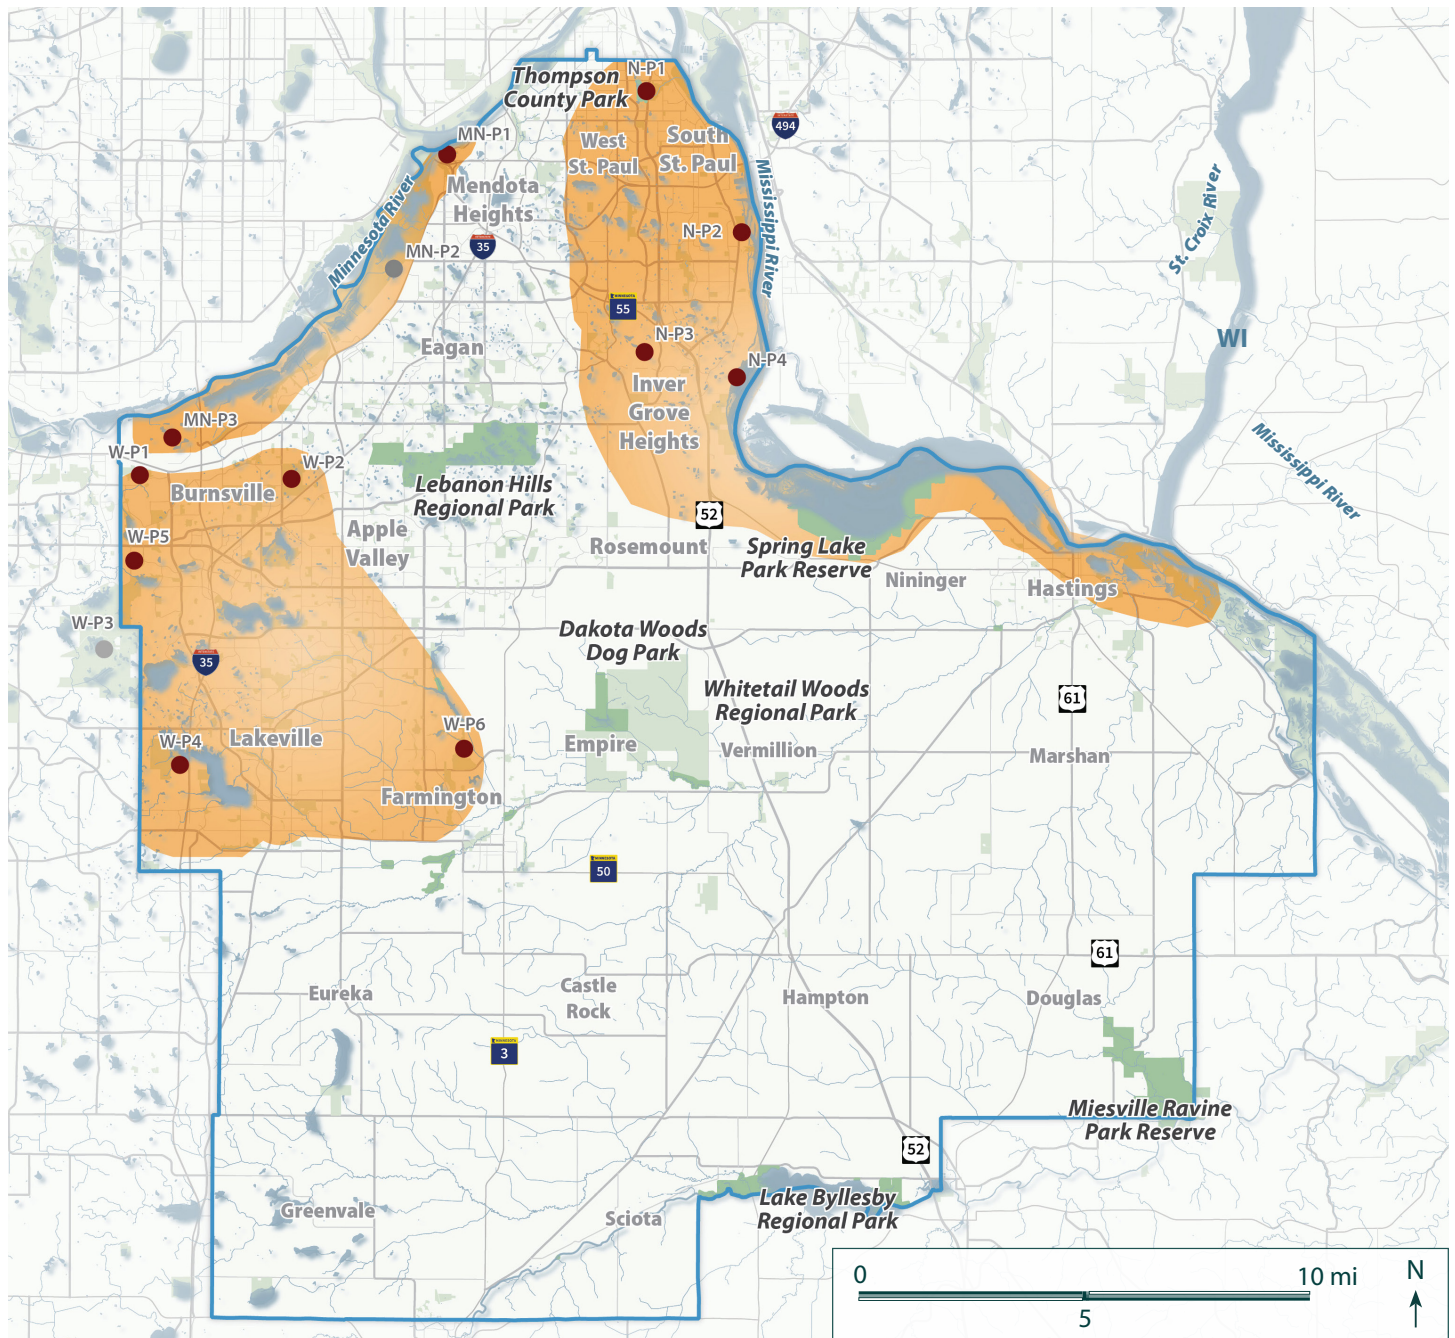 Thompson
County Park
N-P1
494
MN-P1
West
St. Paul
South
St. Paul
Mississippi River
Minnesota River
Mendota
Heights
St. Croix River
N-P2
35
MN-P2
MINNESOTA
55
N-P3
N-P4
WI
Eagan
Inver
Grove
Heights
MN-P3
W-P1
W-P2
Burnsville
Lebanon Hills
Regional Park
Mississippi River
52
Apple
Valley
W-P5
Rosemount
Spring Lake
Park Reserve
Nininger
Hastings
W-P3
Dakota Woods
Dog Park
35
Whitetail Woods
Regional Park
61
W-P6
W-P4
Lakeville
Empire
Vermillion
Marshan
Farmington
MINNESOTA
50
61
Eureka
Castle
Rock
Hampton
Douglas
MINNESOTA
3
Miesville Ravine
Park Reserve
52
Greenvale
Sciota
Lake Byllesby
Regional Park
0
10 mi
N
5